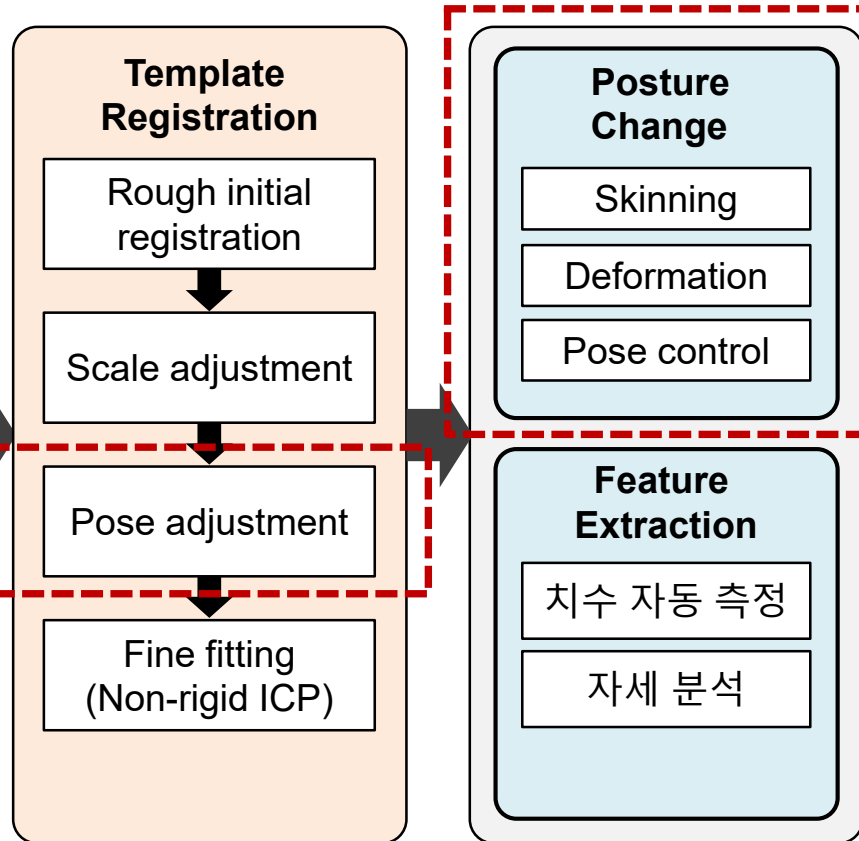 Template
Registration
Rough initial
registration
Scale adjustment
Pose adjustment
Fine fitting
(Non-rigid ICP)
Posture
Change
Skinning
Deformation
Pose control
Feature
Extraction
치수 자동 측정
자세 분석